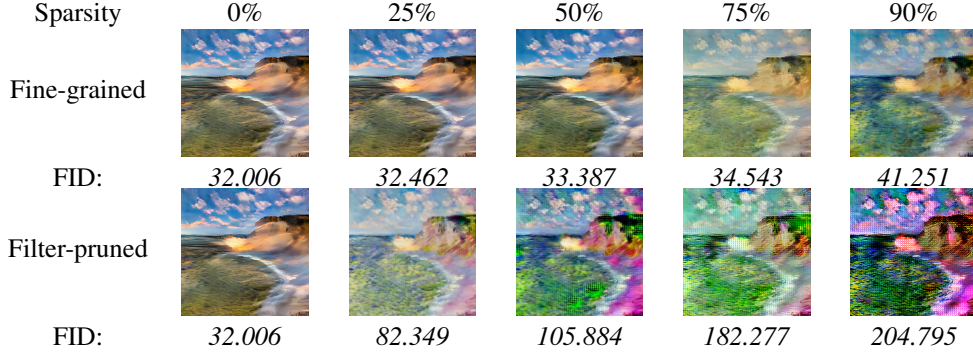 Sparsity 0% 25% 50% 75% 90%
Fine-grained
FID: 32.006 32.462 33.387 34.543 41.251
Filter-pruned
FID: 32.006 82.349 105.884 182.277 204.795